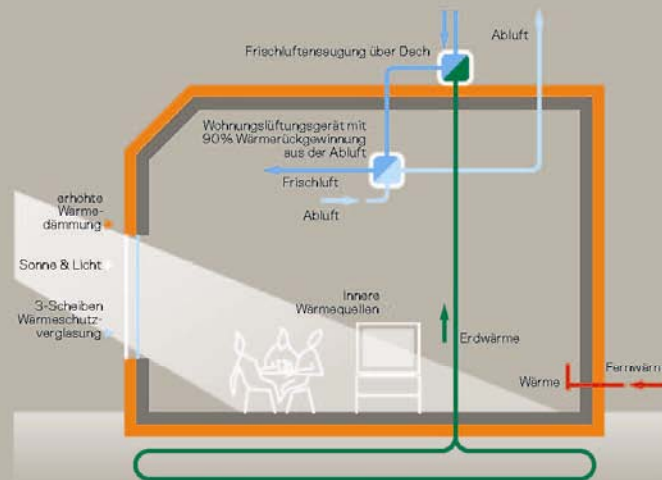 Abluft
Frischluftansaugung über Dach
Wohnungslüftungsgerät mit
90% Wärmerückgewinnung
aus der Abluft
Frischluft
Abluft
erhöhte
Wärme-
dämmung
Sonne & Licht
3-Scheiben
Wärmeschutz-
verglasung
innere
Wärmequellen
Erdwärme
Wärme
Fernwärm